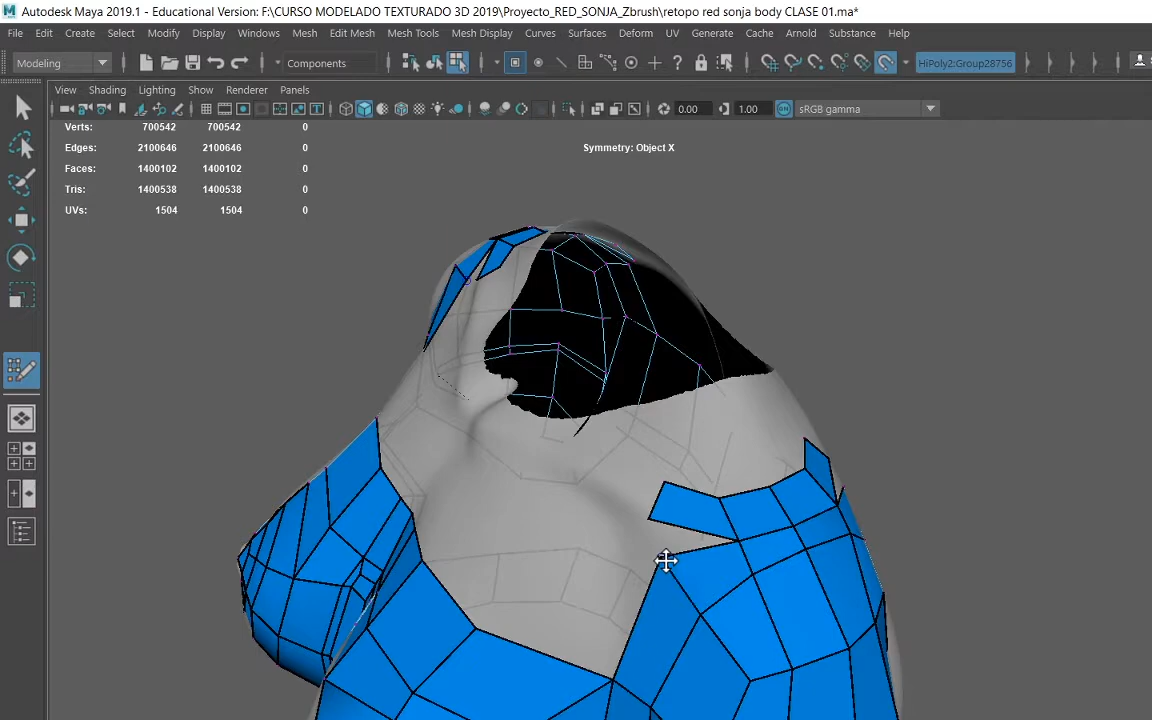 Autodesk Maya 2019.1 - Educational Version: F:\CURSO MODELADO TEXTURADO 3D 2019\Proyecto_RED_SONJA_Zbrush\retopo red sonja body CLASE 01.ma*
File Edit Create Select Modify Display Windows Mesh Edit Mesh Mesh Tools Mesh Display Curves Surfaces Deform UV Generate Cache Arnold Substance Help
Modeling Components HiPoly2:Group28756
View Shading Lighting Show Renderer Panels
0.00 1.00 sRGB gamma
Verts: 700542 700542 0
Edges: 2100646 2100646 0
Symmetry: Object X
Faces: 1400102 1400102 0
Tris: 1400538 1400538 0
UVs: 1504 1504 0